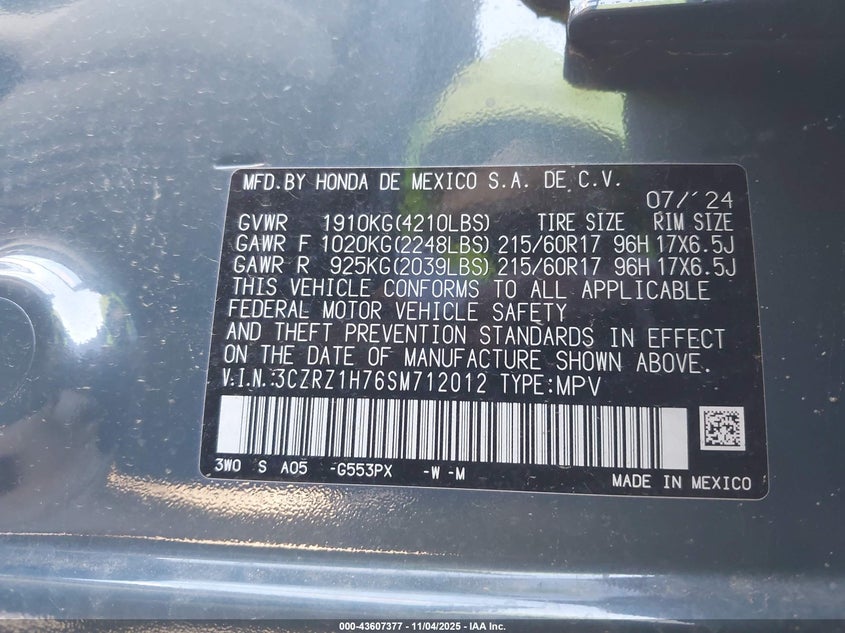 MFD. BY HONDA DE MEXICO S.A. DE C.V.
07/'24
GVWR 1910KG(4210LBS) TIRE SIZE RIM SIZE
GAWR F 1020KG(2248LBS) 215/60R17 96H 17X6.5J
GAWR R 925KG(2039LBS) 215/60R17 96H 17X6.5J
THIS VEHICLE CONFORMS TO ALL APPLICABLE
FEDERAL MOTOR VEHICLE SAFETY
AND THEFT PREVENTION STANDARDS IN EFFECT
ON THE DATE OF MANUFACTURE SHOWN ABOVE.
V.I.N.3CZRZ1H76SM712012 TYPE:MPV
3W0 S A05 -G553PX -W -M
MADE IN MEXICO
000-43607377 - 11/04/2025 - IAA Inc.